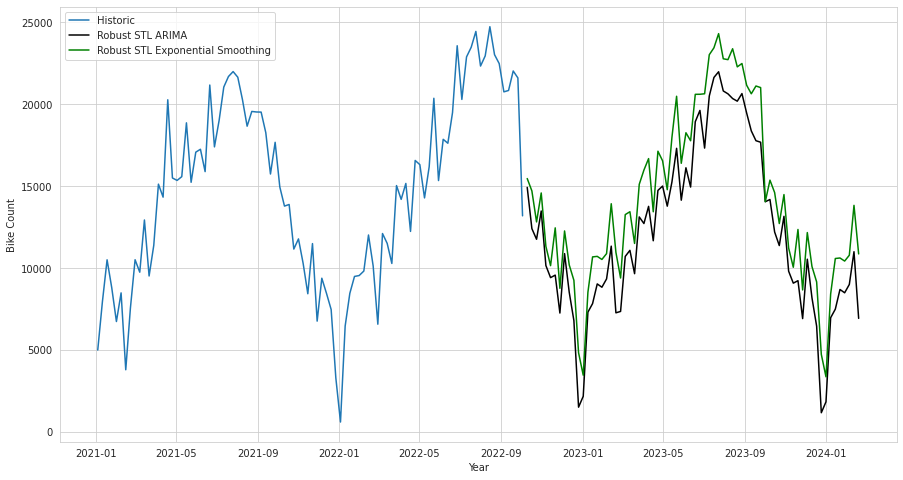 Historic
Robust STL ARIMA
Robust STL Exponential Smoothing
25000
20000
15000
10000
5000
0
Bike Count
2021-01 2021-05 2021-09 2022-01 2022-05 2022-09 2023-01 2023-05 2023-09 2024-01
Year